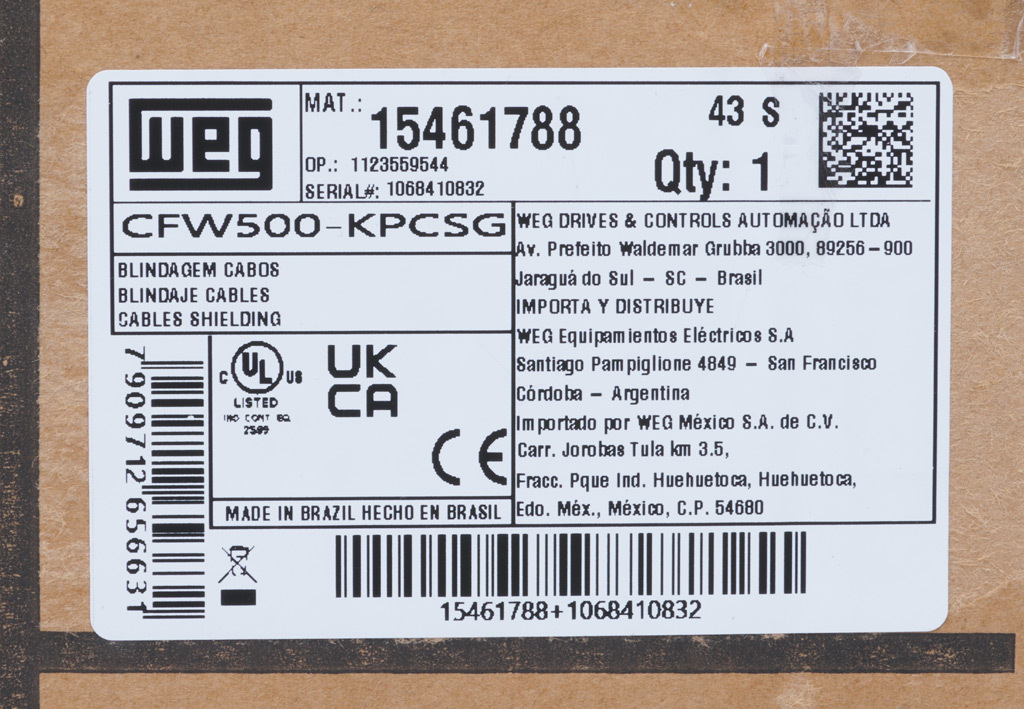 WEG
MAT.: 15461788
43 S
OP.: 1123559544
SERIAL#: 1068410832
Qty: 1
CFW500-KPCSG
BLINDAGEM CABOS
BLINDAJE CABLES
CABLES SHIELDING
WEG DRIVES & CONTROLS AUTOMAÇÃO LTDA
Av. Prefeito Waldemar Grubba 3000, 89256-900
Jaraguá do Sul - SC - Brasil
IMPORTA Y DISTRIBUYE
WEG Equipamientos Eléctricos S.A
Santiago Pampiglione 4849 - San Francisco
Córdoba - Argentina
Importado por WEG México S.A. de C.V.
Carr. Jorobas Tula km 3.5,
Fracc. Pque Ind. Huehuetoca, Huehuetoca,
Edo. Méx., México, C.P. 54680
7909712656631
C UL US
LISTED
IND CONT EQ
UK
CA
CE
MADE IN BRAZIL HECHO EN BRASIL
15461788+1068410832